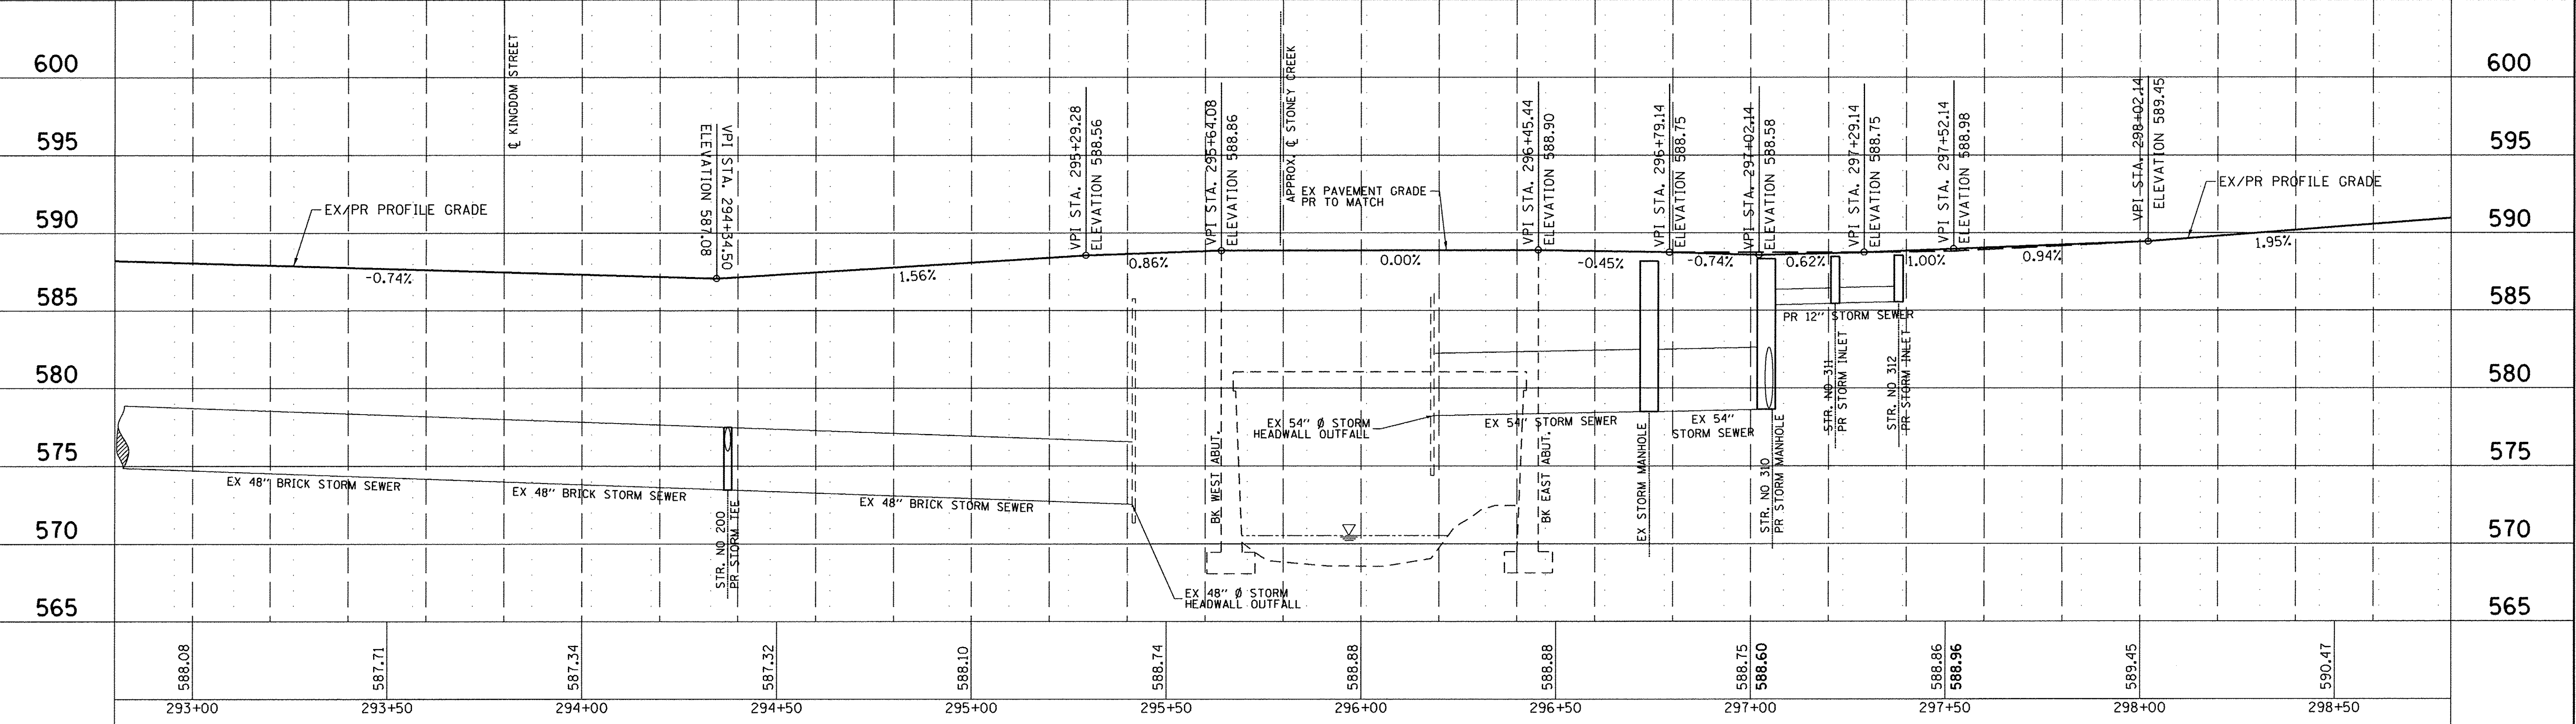 600
595
590
585
580
575
570
565
600
595
590
585
580
575
570
565
℄ KINGDOM STREET
EX/PR PROFILE GRADE
-0.74%
VPI STA. 294+34.50
ELEVATION 587.08
1.56%
VPI STA. 295+29.28
ELEVATION 588.56
0.86%
VPI STA. 295+64.08
ELEVATION 588.86
APPROX. ℄ STONEY CREEK
EX PAVEMENT GRADE
PR TO MATCH
0.00%
VPI STA. 296+45.44
ELEVATION 588.90
-0.45%
VPI STA. 296+79.14
ELEVATION 588.75
-0.74%
VPI STA. 297+02.14
ELEVATION 588.58
0.62%
VPI STA. 297+29.14
ELEVATION 588.75
1.00%
VPI STA. 297+52.14
ELEVATION 588.98
0.94%
VPI STA. 298+02.14
ELEVATION 589.45
EX/PR PROFILE GRADE
1.95%
EX 48" BRICK STORM SEWER
EX 48" BRICK STORM SEWER
STR. NO 200
PR STORM TEE
EX 48" BRICK STORM SEWER
EX 48" Ø STORM
HEADWALL OUTFALL
BK WEST ABUT.
EX 54" Ø STORM
HEADWALL OUTFALL
EX 54" STORM SEWER
BK EAST ABUT.
EX STORM MANHOLE
EX 54"
STORM SEWER
STR. NO 310
PR STORM MANHOLE
PR 12" STORM SEWER
STR. NO 311
PR STORM INLET
STR. NO 312
PR STORM INLET
588.08
587.71
587.34
587.32
588.10
588.74
588.88
588.88
588.75
588.60
588.86
588.96
589.45
590.47
293+00
293+50
294+00
294+50
295+00
295+50
296+00
296+50
297+00
297+50
298+00
298+50